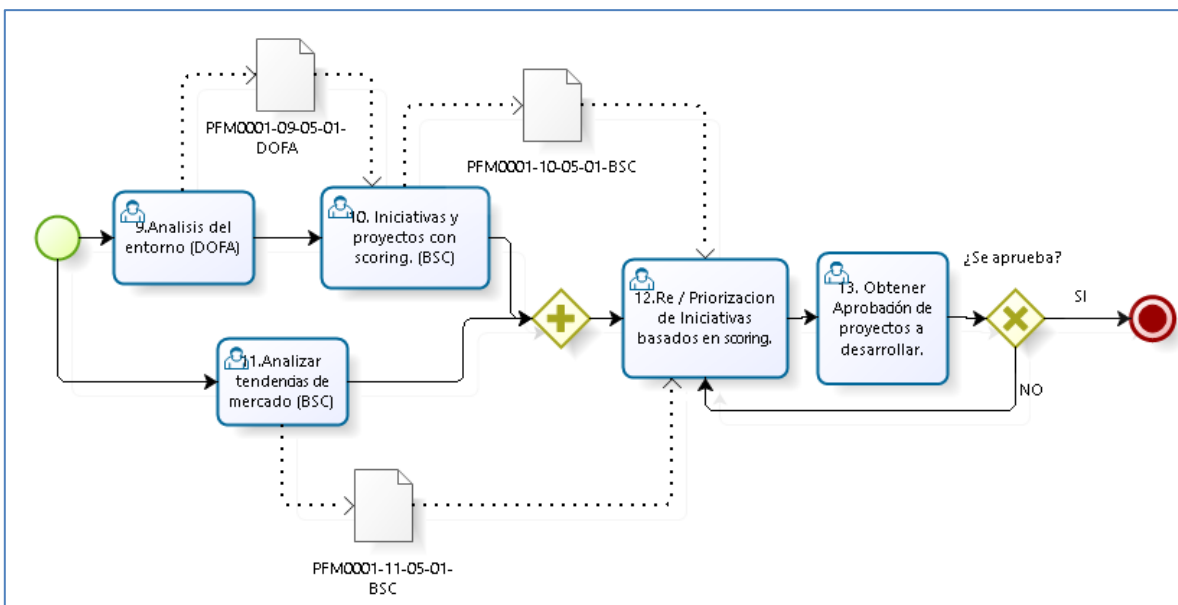 PFM0001-09-05-01-
DOFA
PFM0001-10-05-01-BSC
9.Analisis del
entorno (DOFA)
10. Iniciativas y
proyectos con
scoring. (BSC)
11.Analizar
tendencias de
mercado (BSC)
12.Re / Priorizacion
de Iniciativas
basados en scoring.
13. Obtener
Aprobación de
proyectos a
desarrollar.
¿Se aprueba?
SI
NO
PFM0001-11-05-01-
BSC